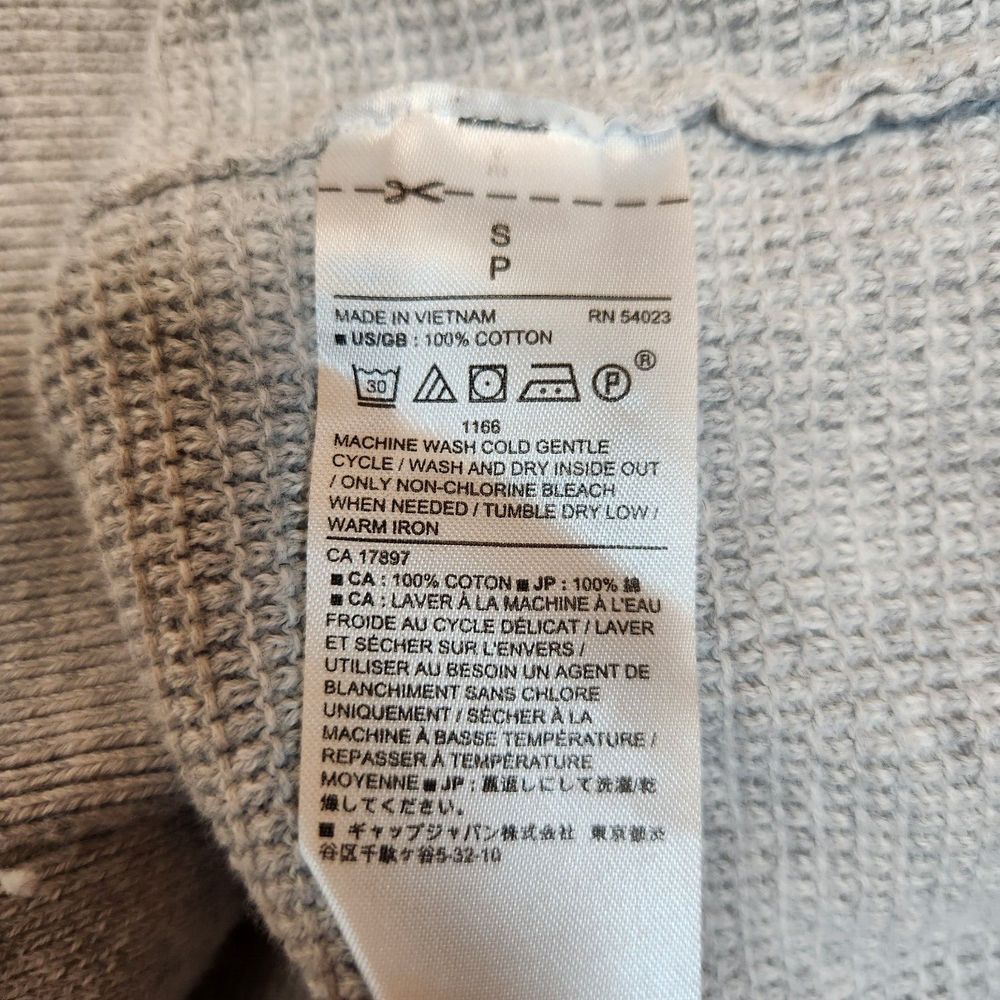 S
P
MADE IN VIETNAM RN 54023
■ US/GB : 100% COTTON
30 P ®
1166
MACHINE WASH COLD GENTLE
CYCLE / WASH AND DRY INSIDE OUT
/ ONLY NON-CHLORINE BLEACH
WHEN NEEDED / TUMBLE DRY LOW /
WARM IRON
CA 17897
■ CA : 100% COTON ■ JP : 100% 綿
■ CA : LAVER À LA MACHINE À L'EAU
FROIDE AU CYCLE DÉLICAT / LAVER
ET SÉCHER SUR L'ENVERS /
UTILISER AU BESOIN UN AGENT DE
BLANCHIMENT SANS CHLORE
UNIQUEMENT / SÉCHER À LA
MACHINE À BASSE TEMPÉRATURE /
REPASSER À TEMPÉRATURE
MOYENNE ■ JP : 裏返しにして洗濯/乾
燥してください。
■ ギャップジャパン株式会社 東京都渋
谷区千駄ヶ谷5-32-10